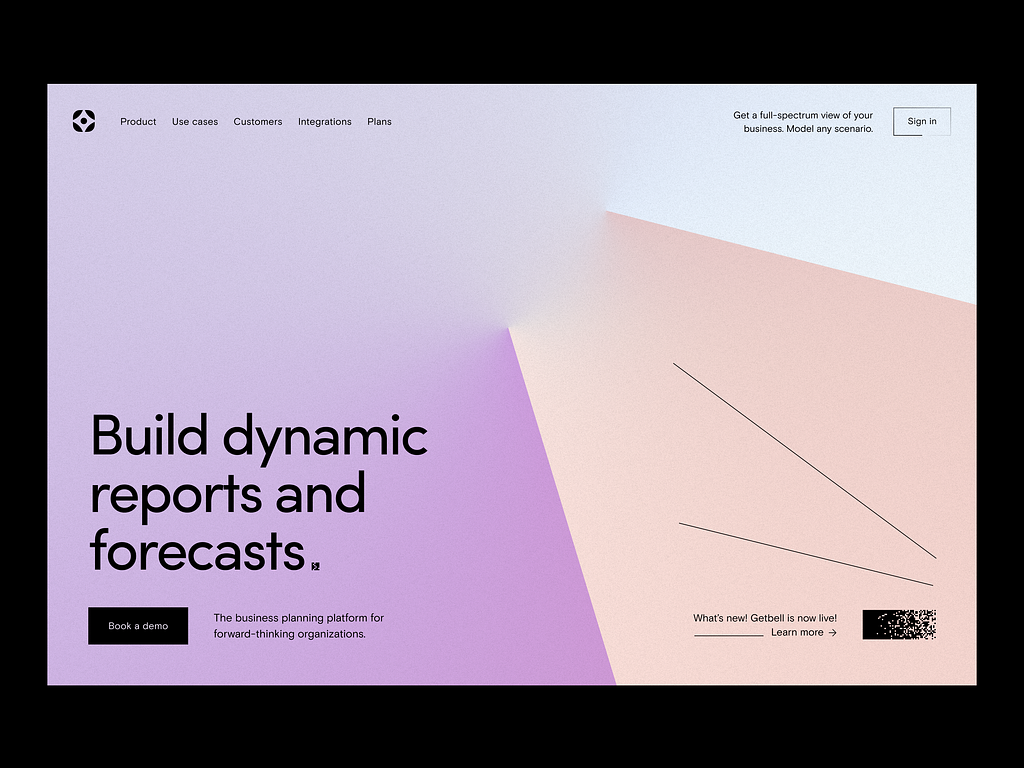 Product
Use cases
Customers
Integrations
Plans
Get a full-spectrum view of your
business. Model any scenario.
Sign in
Build dynamic
reports and
forecasts.
Book a demo
The business planning platform for
forward-thinking organizations.
What's new! Getbell is now live!
Learn more →